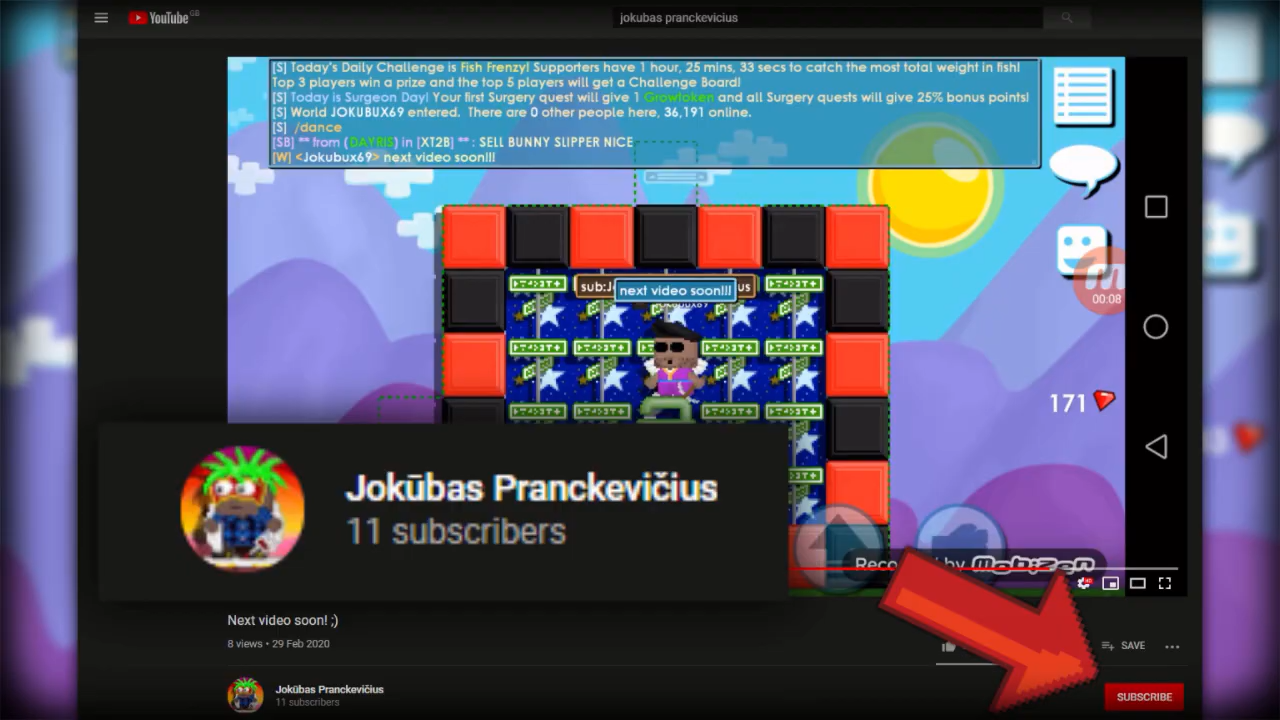 YouTube GB
jokubas pranckevicius
[S] Today's Daily Challenge is Fish Frenzy! Supporters have 1 hour, 25 mins, 33 secs to catch the most total weight in fish!
Top 3 players win a prize and the top 5 players will get a Challenge Board!
[S] Today is Surgeon Day! Your first Surgery quest will give 1 Growtoken and all Surgery quests will give 25% bonus points!
[S] World JOKUBUX69 entered. There are 0 other people here, 36,191 online.
[S] /dance
[SB] ** from (DAYRIS) in [XT2B] ** : SELL BUNNY SLIPPER NICE
[W] <Jokubux69> next video soon!!!
00:08
next video soon!!!
171
Jokūbas Pranckevičius
11 subscribers
Mobizen
Next video soon! ;)
8 views • 29 Feb 2020
SAVE
Jokūbas Pranckevičius
11 subscribers
SUBSCRIBE